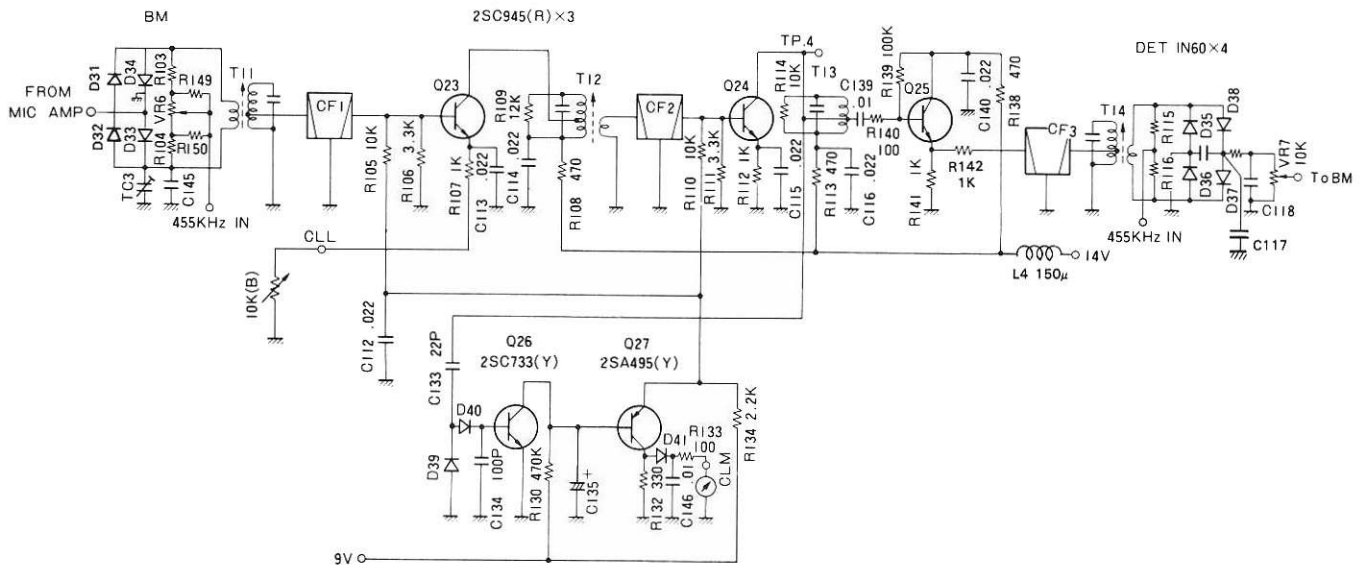 BM
2SC945(R)×3
TP.4
DET IN60×4
D31
D34
R103
R149
T11
FROM
MIC AMP
VR6
D32
D33
R104
R150
TC3
C145
455KHz IN
CF1
Q23
R109
12K
T12
CF2
Q24
R114
10K
T13
C139
.01
R139 100K
Q25
C140 .022
R138 470
R140
100
CF3
T14
R115
D35
D38
R116
D36
D37
VR7
10K
To BM
C118
C117
455KHz IN
R105 10K
R106 3.3K
R107 1K
C113 .022
C114 .022
R108 470
R110 10K
R111 3.3K
R112 1K
C115 .022
R113 470
C116 .022
R141 1K
R142
1K
CLL
10K(B)
L4 150μ
14V
C112 .022
C133 22P
Q26
2SC733(Y)
Q27
2SA495(Y)
D40
D39
C134 100P
R130 470K
C135
+
D41
R133
100
R132 330
C146 .01
CLM
R134 2.2K
9V